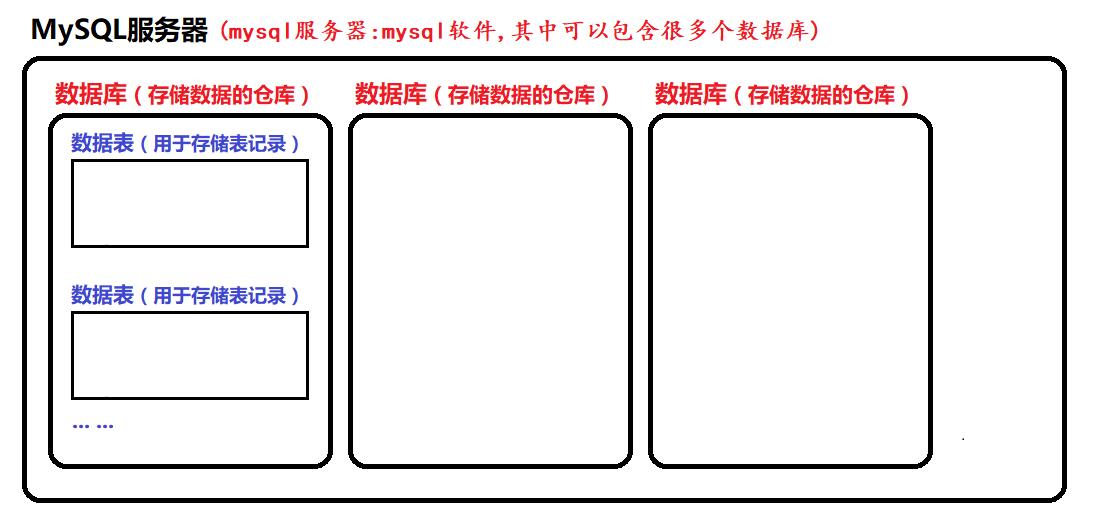 MySQL服务器 (mysql服务器:mysql软件,其中可以包含很多个数据库)
数据库（存储数据的仓库） 数据库（存储数据的仓库） 数据库（存储数据的仓库）
数据表（用于存储表记录）
数据表（用于存储表记录）
... ...